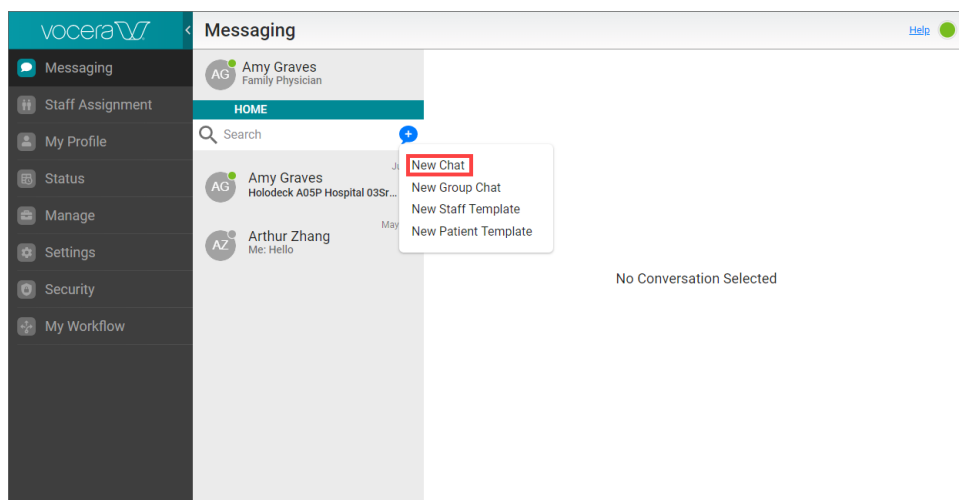 vocera
Messaging
Help
Messaging
Staff Assignment
My Profile
Status
Manage
Settings
Security
My Workflow
AG
Amy Graves
Family Physician
HOME
Search
New Chat
New Group Chat
New Staff Template
New Patient Template
AG
Amy Graves
Holodeck A05P Hospital 03Sr...
May
AZ
Arthur Zhang
Me: Hello
No Conversation Selected